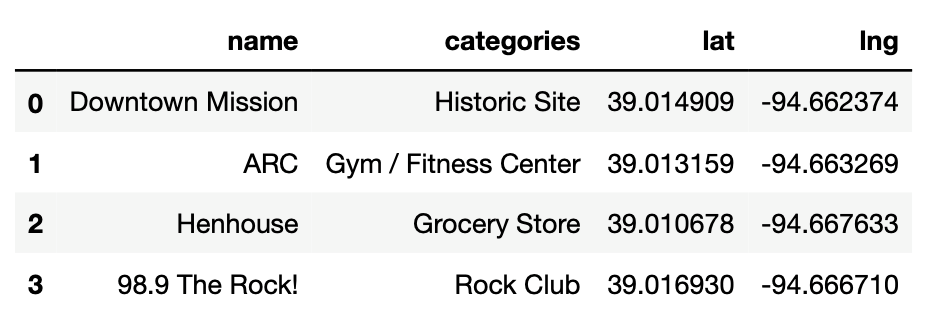 name categories lat lng
0 Downtown Mission Historic Site 39.014909 -94.662374
1 ARC Gym / Fitness Center 39.013159 -94.663269
2 Henhouse Grocery Store 39.010678 -94.667633
3 98.9 The Rock! Rock Club 39.016930 -94.666710